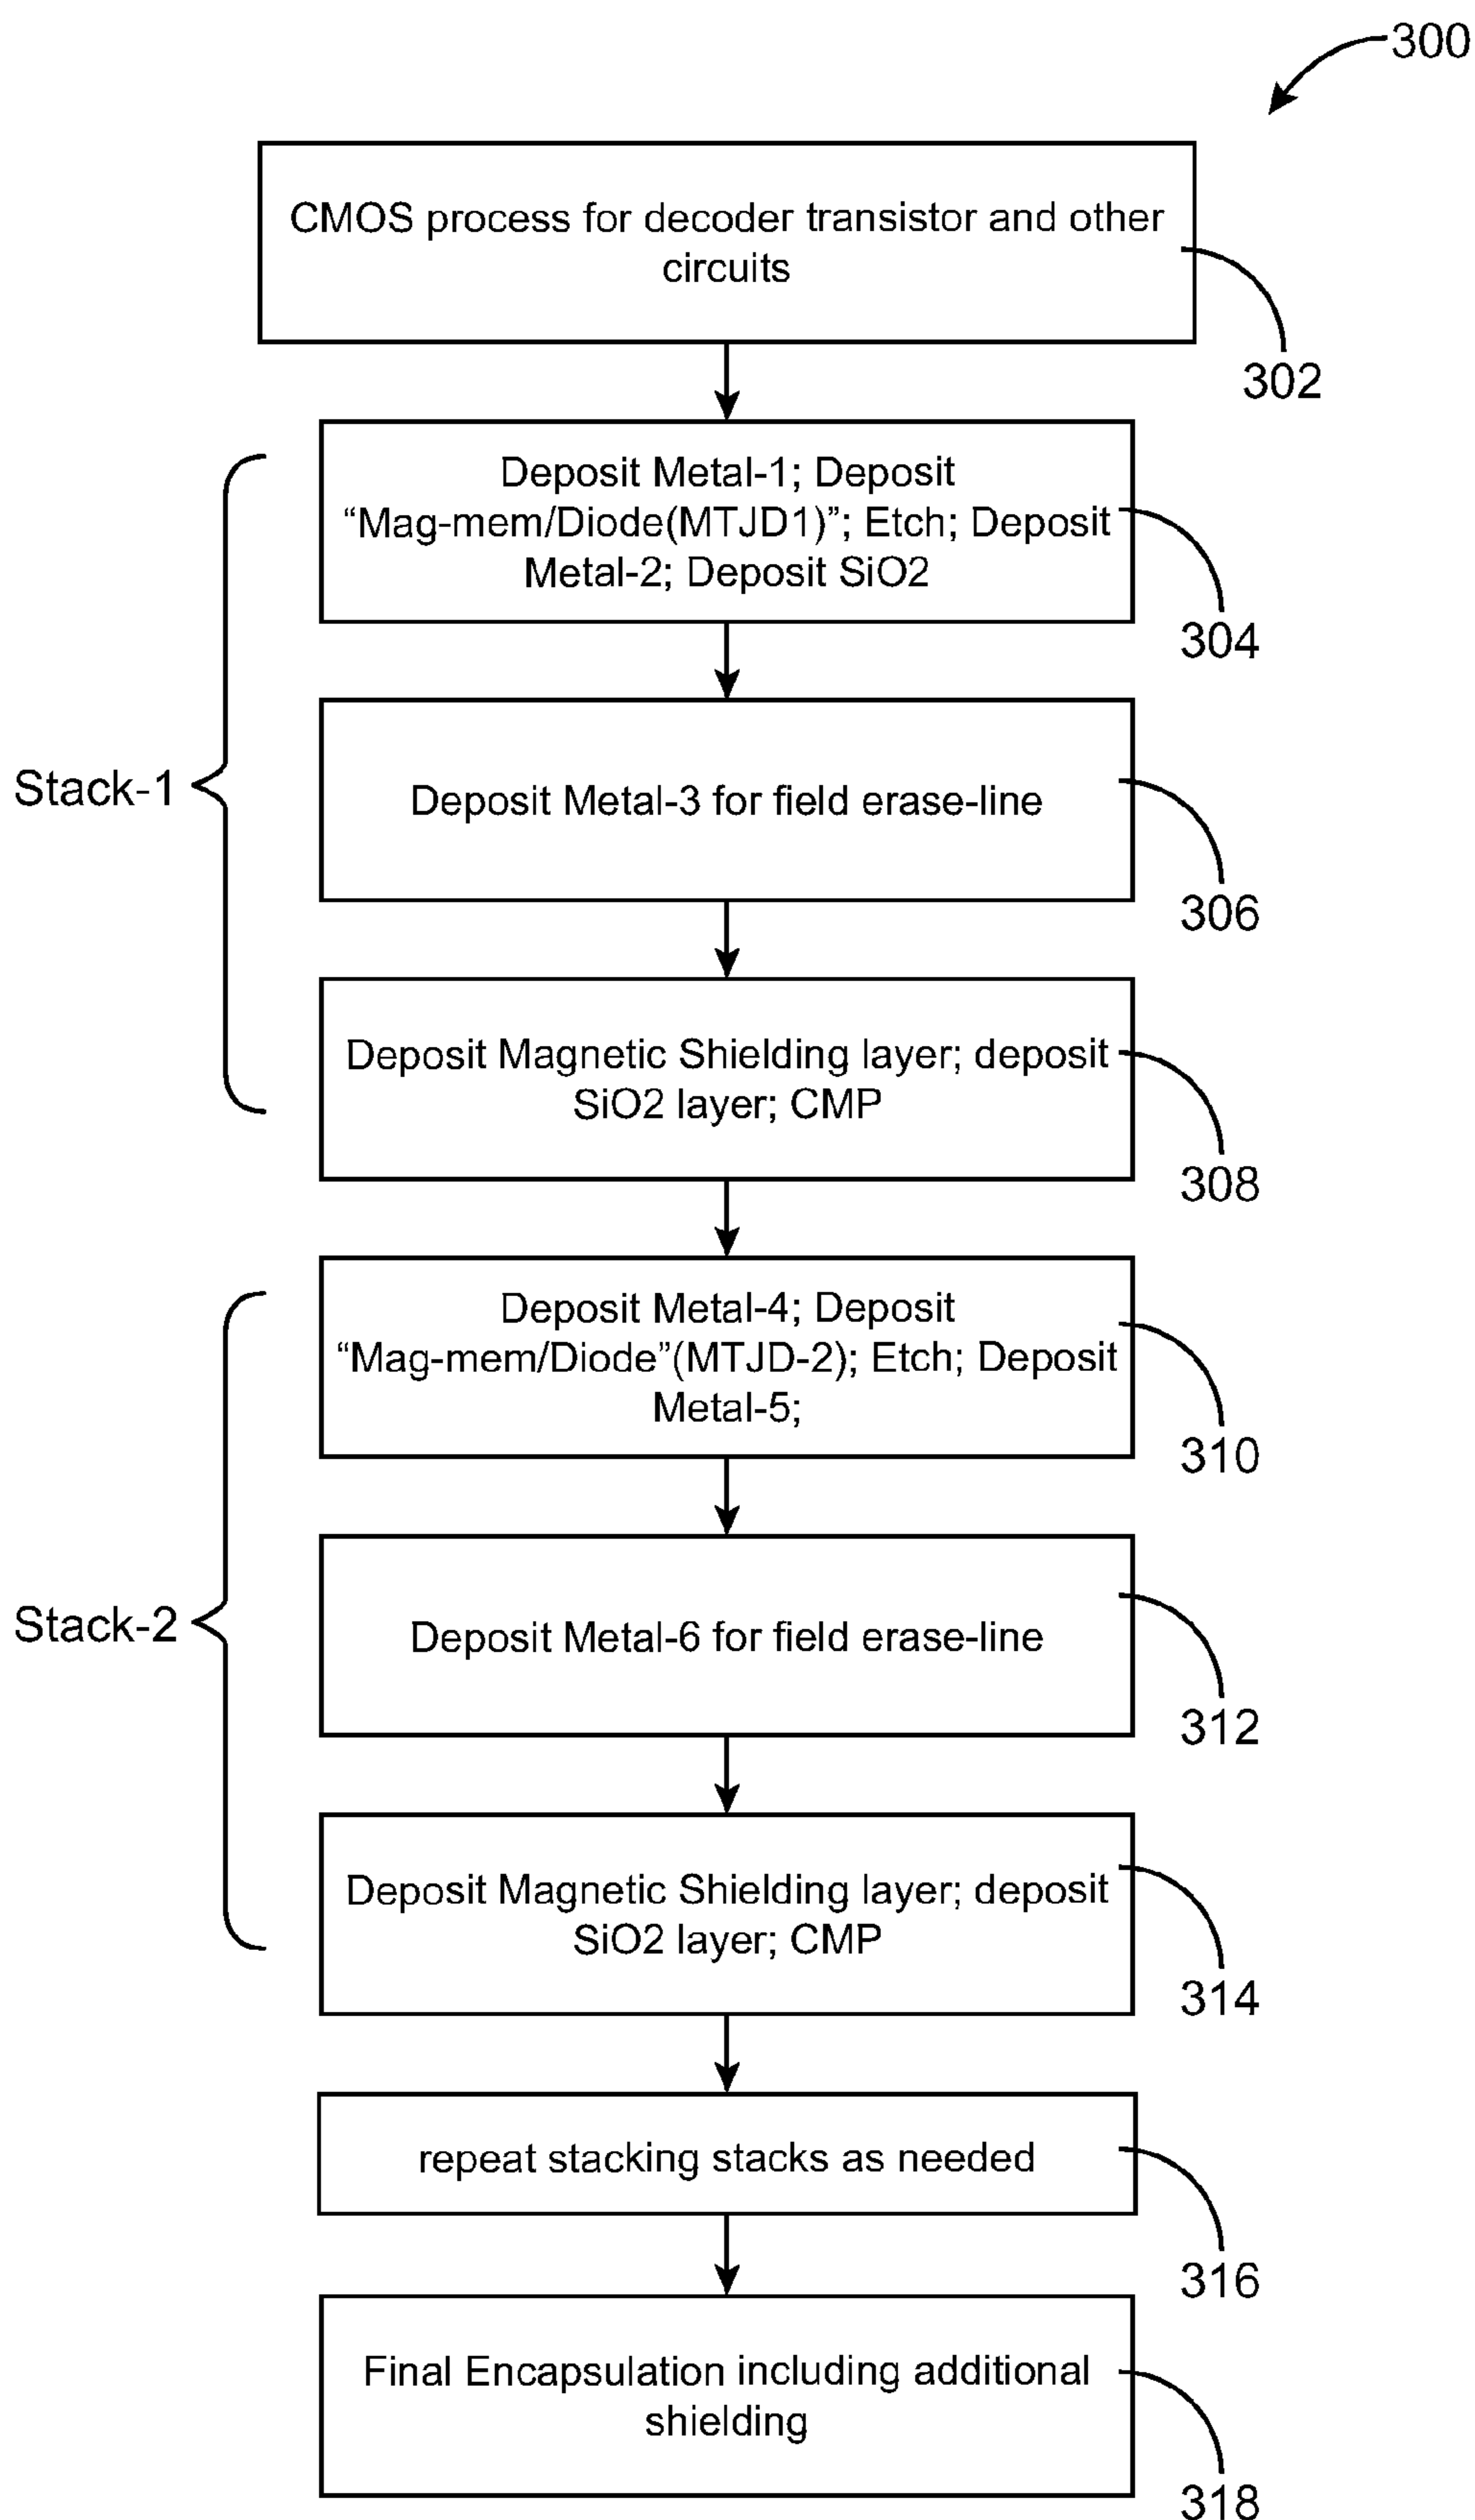 300
CMOS process for decoder transistor and other
circuits
302
Deposit Metal-1; Deposit
“Mag-mem/Diode(MTJD1)”; Etch; Deposit
Metal-2; Deposit SiO2
304
Stack-1
Deposit Metal-3 for field erase-line
306
Deposit Magnetic Shielding layer; deposit
SiO2 layer; CMP
308
Deposit Metal-4; Deposit
“Mag-mem/Diode”(MTJD-2); Etch; Deposit
Metal-5;
310
Stack-2
Deposit Metal-6 for field erase-line
312
Deposit Magnetic Shielding layer; deposit
SiO2 layer; CMP
314
repeat stacking stacks as needed
316
Final Encapsulation including additional
shielding
318